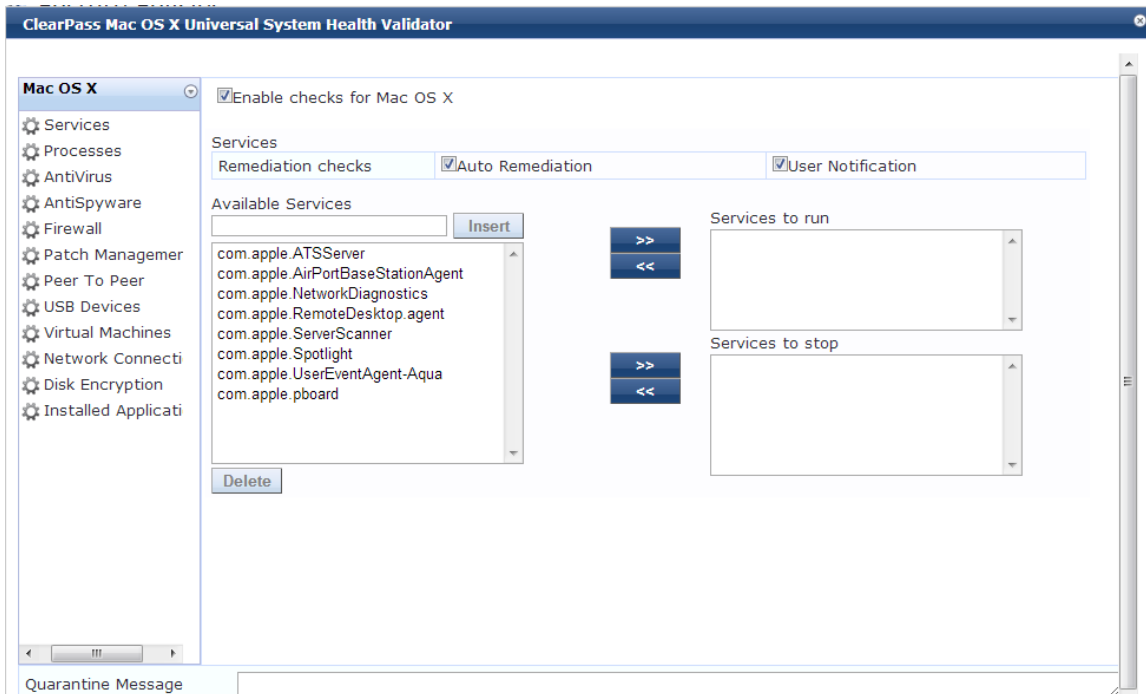 ClearPass Mac OS X Universal System Health Validator
Mac OS X
Services
Processes
AntiVirus
AntiSpyware
Firewall
Patch Managemer
Peer To Peer
USB Devices
Virtual Machines
Network Connecti
Disk Encryption
Installed Applicati
Enable checks for Mac OS X
Services
Remediation checks Auto Remediation User Notification
Available Services
Insert
com.apple.ATSServer
com.apple.AirPortBaseStationAgent
com.apple.NetworkDiagnostics
com.apple.RemoteDesktop.agent
com.apple.ServerScanner
com.apple.Spotlight
com.apple.UserEventAgent-Aqua
com.apple.pboard
Delete
>>
<<
Services to run
>>
<<
Services to stop
Quarantine Message